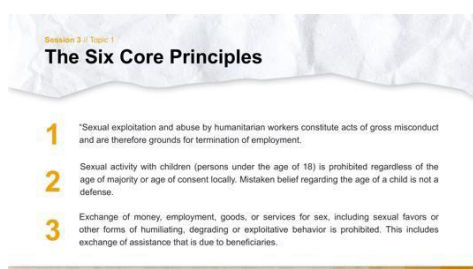 Session 3 // Topic 1
The Six Core Principles
1
"Sexual exploitation and abuse by humanitarian workers constitute acts of gross misconduct
and are therefore grounds for termination of employment.
2
Sexual activity with children (persons under the age of 18) is prohibited regardless of the
age of majority or age of consent locally. Mistaken belief regarding the age of a child is not a
defense.
3
Exchange of money, employment, goods, or services for sex, including sexual favors or
other forms of humiliating, degrading or exploitative behavior is prohibited. This includes
exchange of assistance that is due to beneficiaries.